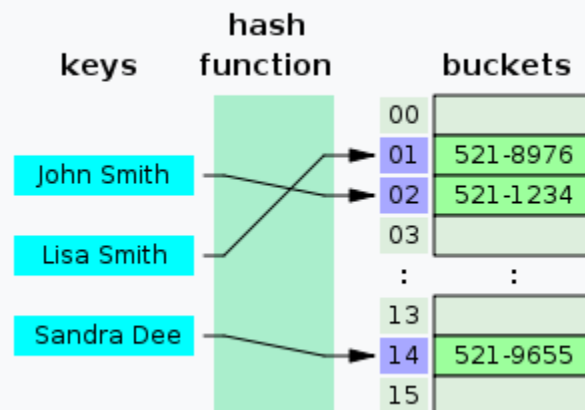 hash
keys function buckets
00
01 521-8976
John Smith
02 521-1234
03
Lisa Smith
: :
13
Sandra Dee
14 521-9655
15